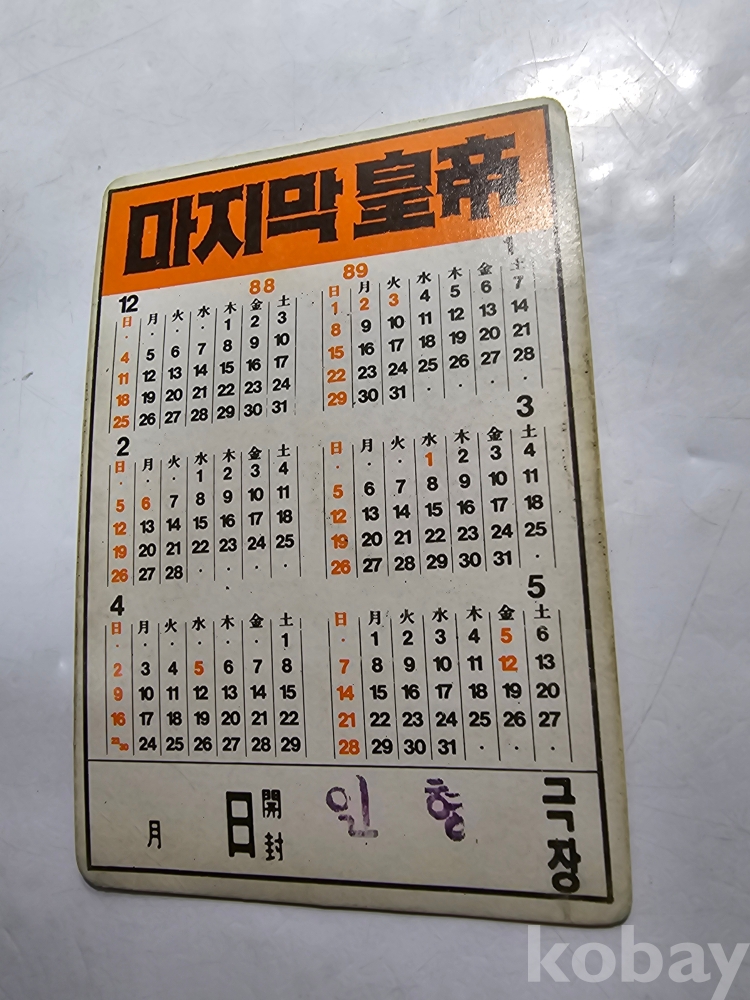 마지막 皇帝
88 89
12
日 月 火 水 木 金 土
· · · · 1 2 3
4 5 6 7 8 9 10
11 12 13 14 15 16 17
18 19 20 21 22 23 24
25 26 27 28 29 30 31
1
日 月 火 水 木 金 土
1 2 3 4 5 6 7
8 9 10 11 12 13 14
15 16 17 18 19 20 21
22 23 24 25 26 27 28
29 30 31 · · · ·
2
日 月 火 水 木 金 土
· · · 1 2 3 4
5 6 7 8 9 10 11
12 13 14 15 16 17 18
19 20 21 22 23 24 25
26 27 28 · · · ·
3
日 月 火 水 木 金 土
· · · 1 2 3 4
5 6 7 8 9 10 11
12 13 14 15 16 17 18
19 20 21 22 23 24 25
26 27 28 29 30 31 ·
4
日 月 火 水 木 金 土
· · · · · · 1
2 3 4 5 6 7 8
9 10 11 12 13 14 15
16 17 18 19 20 21 22
23/30 24 25 26 27 28 29
5
日 月 火 水 木 金 土
· 1 2 3 4 5 6
7 8 9 10 11 12 13
14 15 16 17 18 19 20
21 22 23 24 25 26 27
28 29 30 31 · · ·
月 日 開封 인형 극장
kobay